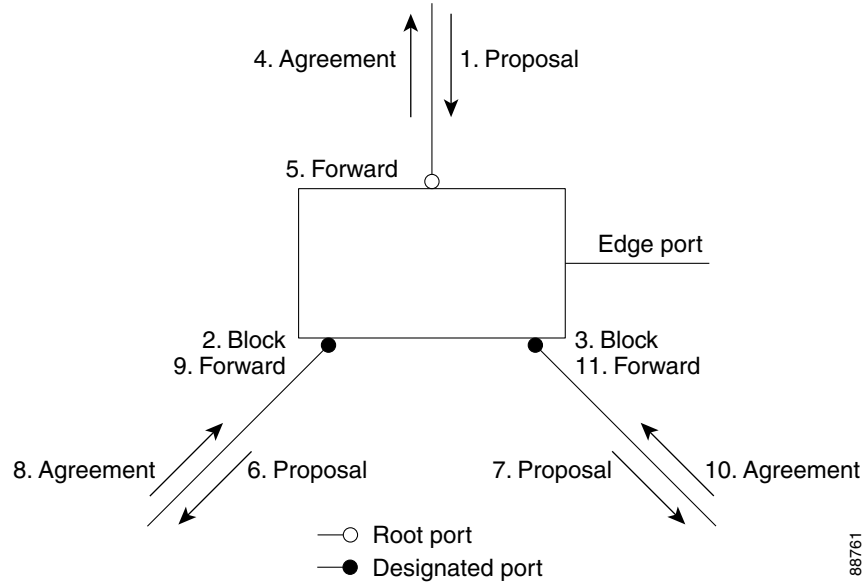 4. Agreement
1. Proposal
5. Forward
Edge port
2. Block
9. Forward
3. Block
11. Forward
8. Agreement
6. Proposal
7. Proposal
10. Agreement
Root port
Designated port
88761